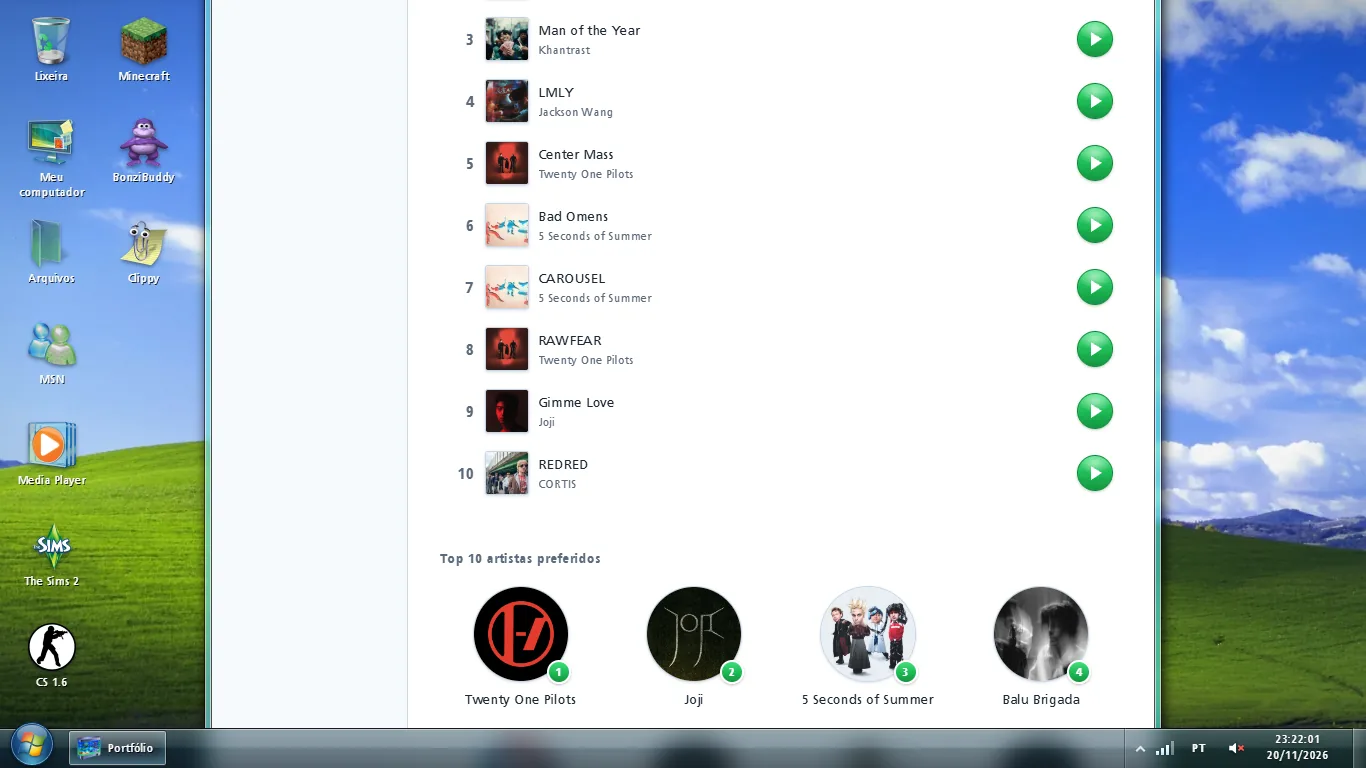 Lixeira
Minecraft
Meu
computador
BonziBuddy
Arquivos
Clippy
MSN
Media Player
The Sims
The Sims 2
CS 1.6
3
Man of the Year
Khantrast
4
LMLY
Jackson Wang
5
Center Mass
Twenty One Pilots
6
Bad Omens
5 Seconds of Summer
7
CAROUSEL
5 Seconds of Summer
8
RAWFEAR
Twenty One Pilots
9
Gimme Love
Joji
10
REDRED
CORTIS
Top 10 artistas preferidos
1
Twenty One Pilots
JOJI
2
Joji
3
5 Seconds of Summer
4
Balu Brigada
Portfólio
PT
23:22:01
20/11/2026